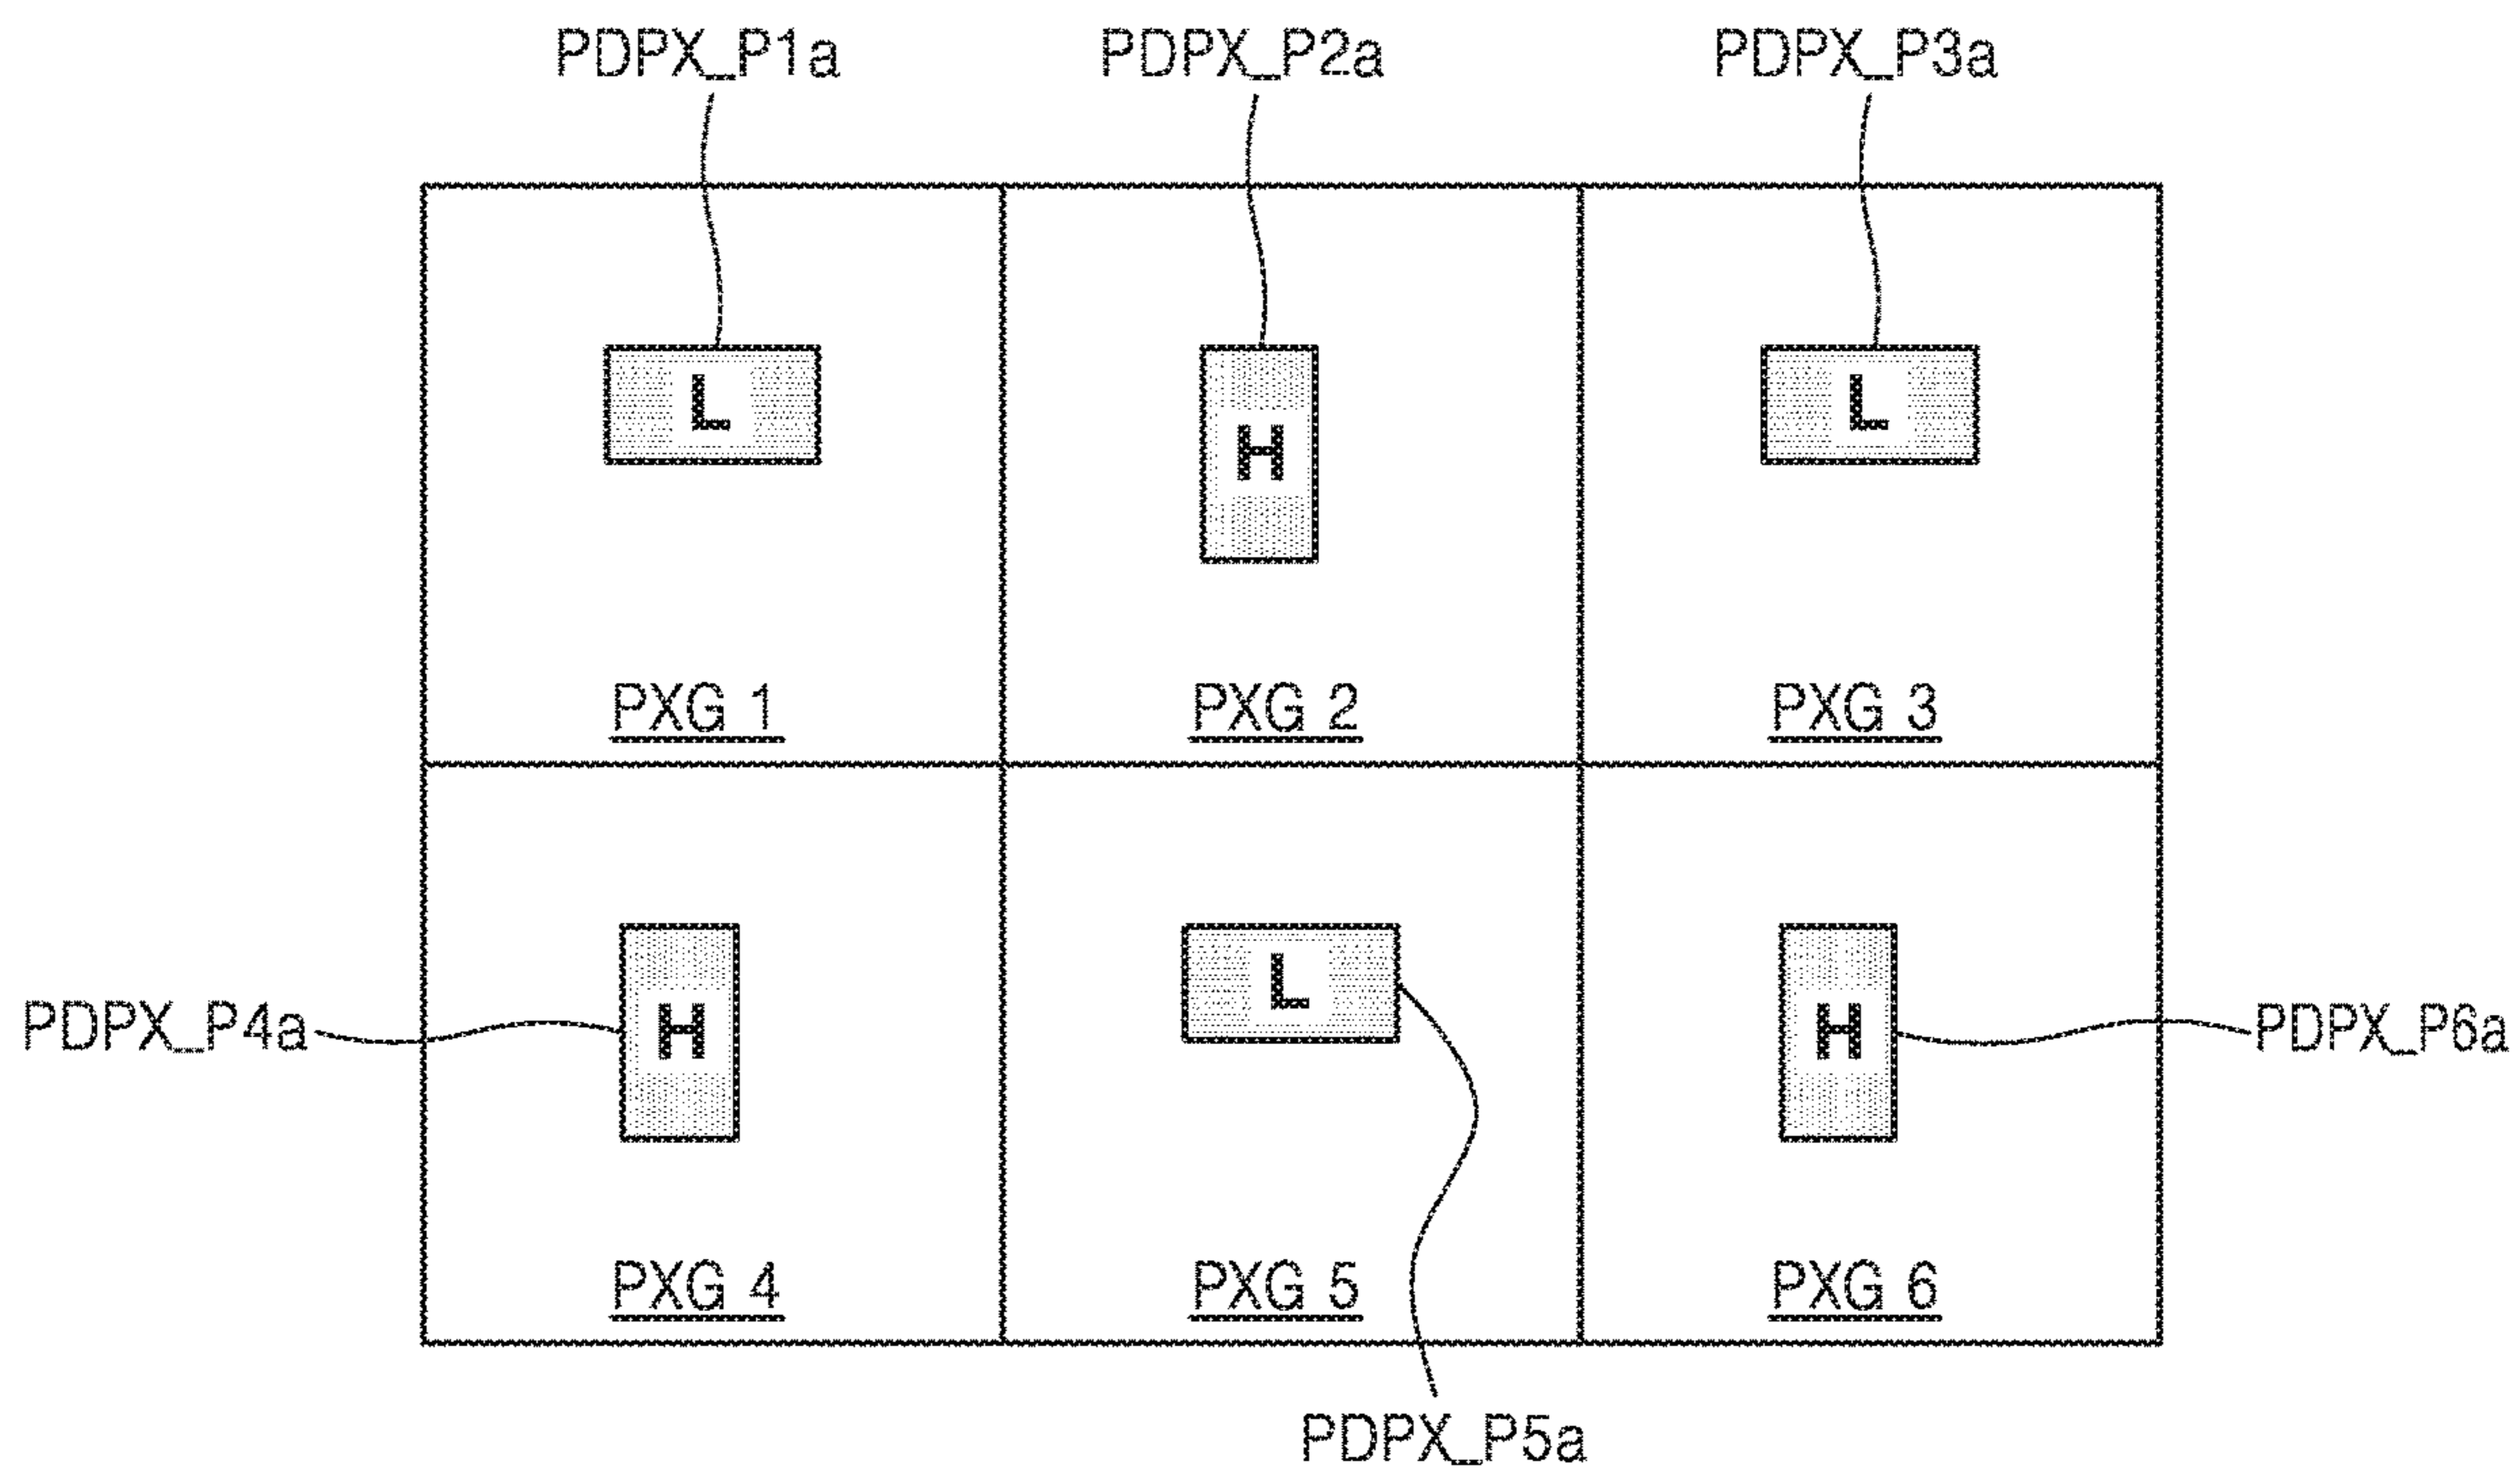 PDPX_P1a PDPX_P2a PDPX_P3a
L H L
PXG 1 PXG 2 PXG 3
H L H
PDPX_P4a PDPX_P6a
PXG 4 PXG 5 PXG 6
PDPX_P5a